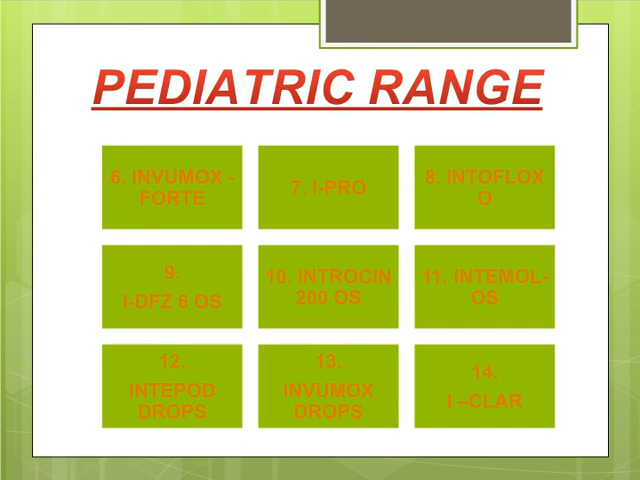 PEDIATRIC RANGE
6. INVUMOX -
FORTE
7. I-PRO
8. INTOFLOX
O
9.
I-DFZ 6 OS
10. INTROCIN
200 OS
11. INTEMOL-
OS
12.
INTEPOD
DROPS
13.
INVUMOX
DROPS
14.
I –CLAR